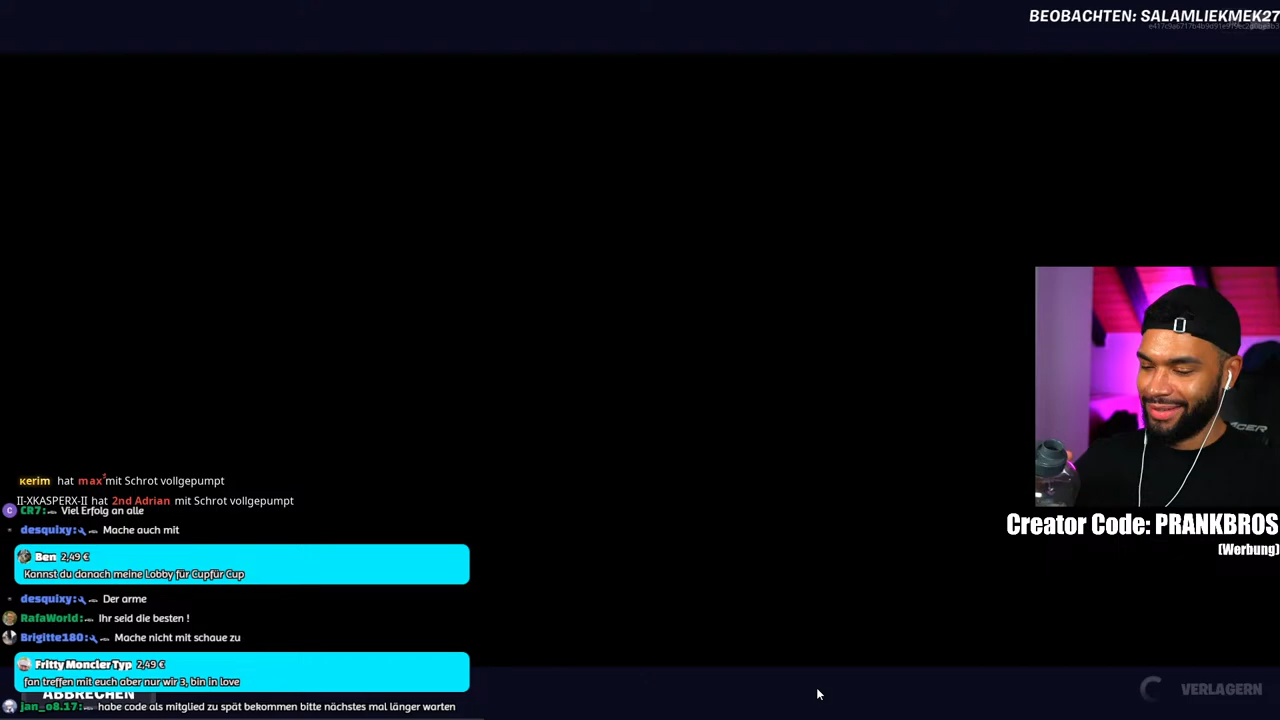 BEOBACHTEN: SALAMLIEKMEK27
kerim hat max mit Schrot vollgepumpt
II-XKASPERX-II hat 2nd Adrian mit Schrot vollgepumpt
CR7: Viel Erfolg an alle
desquixy: Mache auch mit
Ben 2,49 €
Kannst du danach meine Lobby für Cupfür Cup
desquixy: Der arme
RafaWorld: Ihr seid die besten !
Brigitte180: Mache nicht mit schaue zu
Fritty Moncler Typ 2,49 €
fan treffen mit euch aber nur wir 3, bin in love
ABBRECHEN
jan_08.17: habe code als mitglied zu spät bekommen bitte nächstes mal länger warten
Creator Code: PRANKBROS
(Werbung)
VERLAGERN